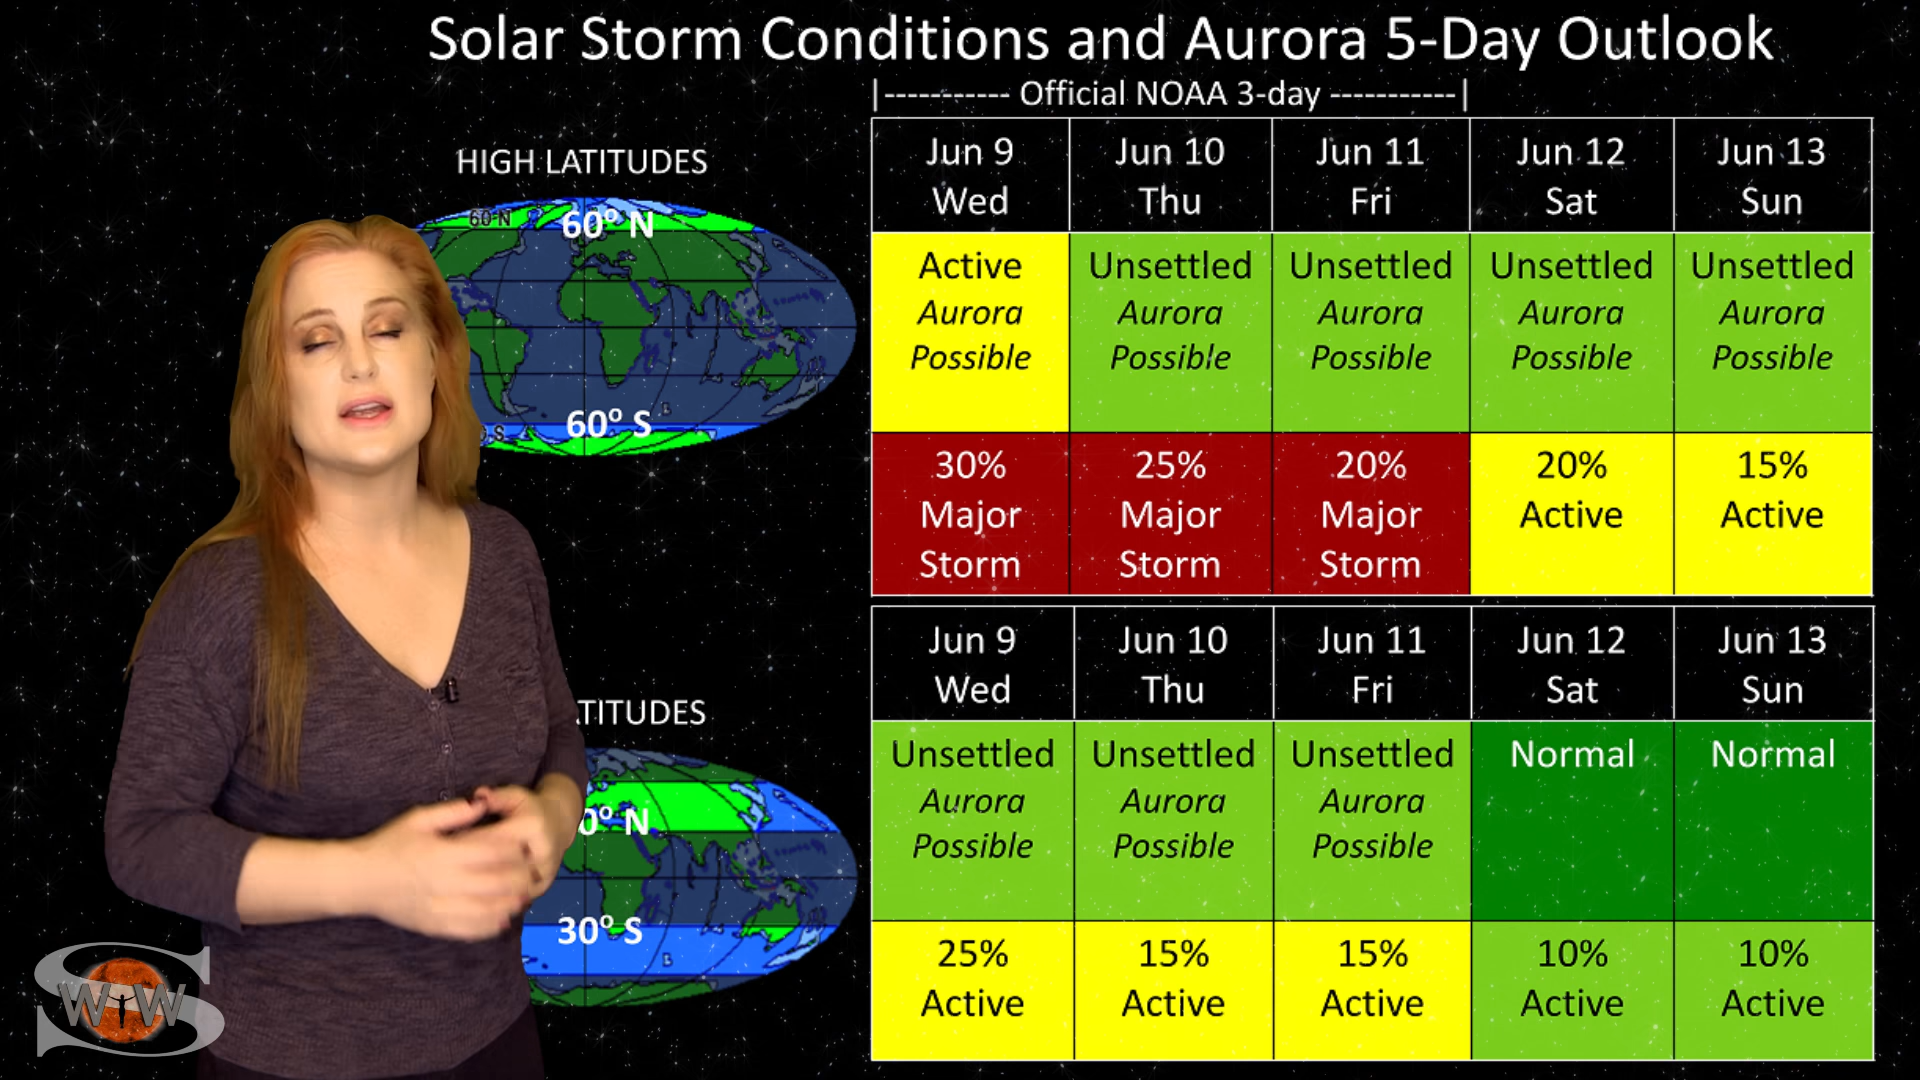 Solar Storm Conditions and Aurora 5-Day Outlook
|----------- Official NOAA 3-day -----------|
HIGH LATITUDES
60 N
60º N
60º S
Jun 9 Jun 10 Jun 11 Jun 12 Jun 13
Wed Thu Fri Sat Sun
Active Unsettled Unsettled Unsettled Unsettled
Aurora Aurora Aurora Aurora Aurora
Possible Possible Possible Possible Possible
30% 25% 20% 20% 15%
Major Major Major Active Active
Storm Storm Storm
TITUDES
0º N
30º S
Jun 9 Jun 10 Jun 11 Jun 12 Jun 13
Wed Thu Fri Sat Sun
Unsettled Unsettled Unsettled Normal Normal
Aurora Aurora Aurora
Possible Possible Possible
25% 15% 15% 10% 10%
Active Active Active Active Active
S
WTW